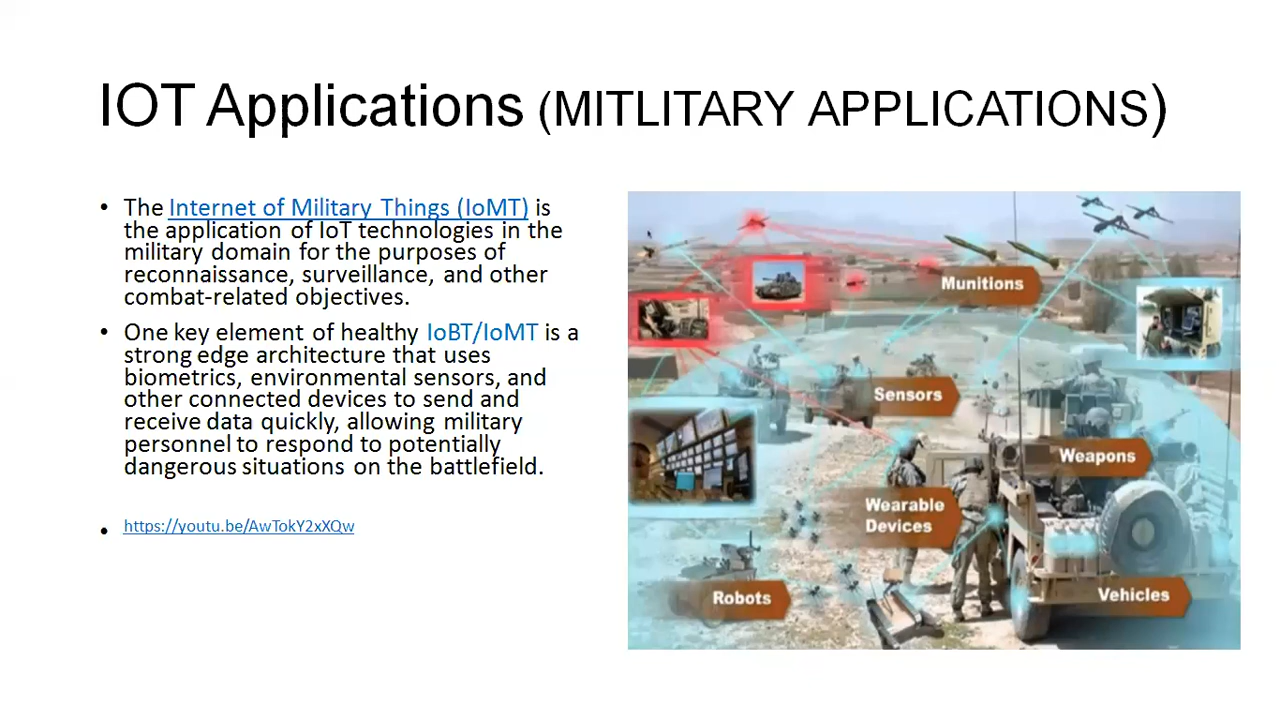 IOT Applications (MITLITARY APPLICATIONS)
• The Internet of Military Things (IoMT) is
the application of IoT technologies in the
military domain for the purposes of
reconnaissance, surveillance, and other
combat-related objectives.
• One key element of healthy IoBT/IoMT is a
strong edge architecture that uses
biometrics, environmental sensors, and
other connected devices to send and
receive data quickly, allowing military
personnel to respond to potentially
dangerous situations on the battlefield.
• https://youtu.be/AwTokY2xXQw
Munitions
Sensors
Weapons
Wearable
Devices
Robots
Vehicles